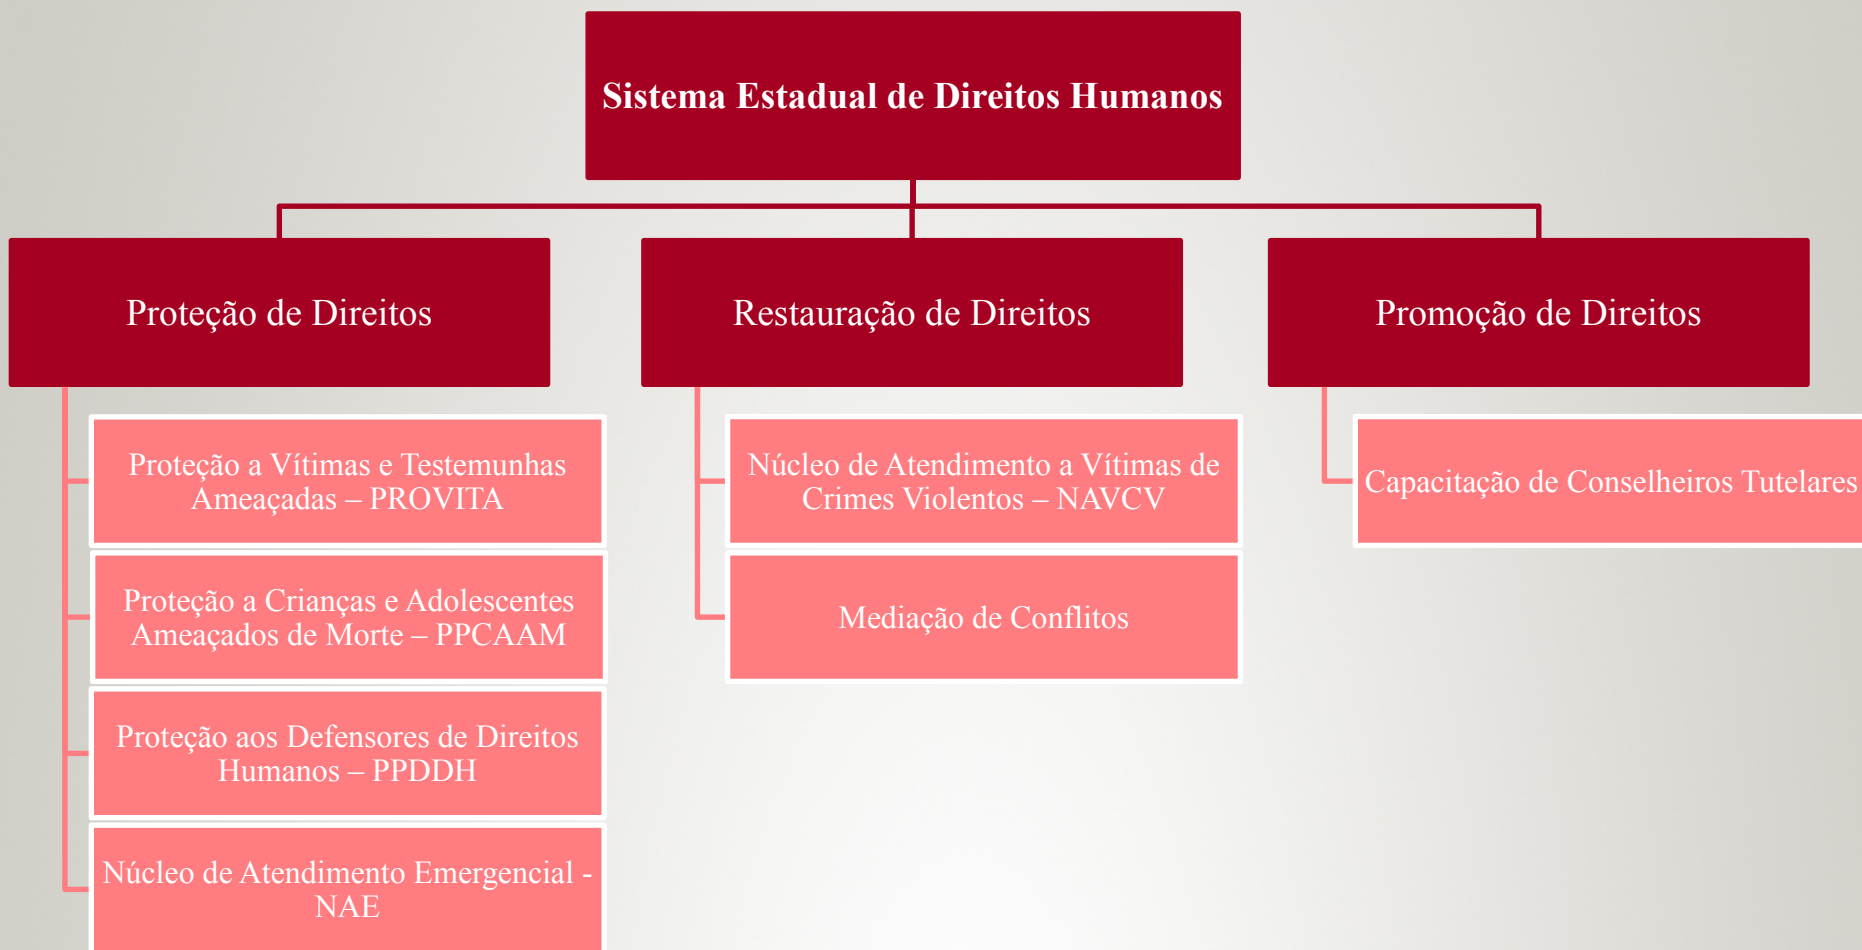 Sistema Estadual de Direitos Humanos
Proteção de Direitos
Proteção a Vítimas e Testemunhas
Ameaçadas – PROVITA
Proteção a Crianças e Adolescentes
Ameaçados de Morte – PPCAAM
Proteção aos Defensores de Direitos
Humanos – PPDDH
Núcleo de Atendimento Emergencial -
NAE
Restauração de Direitos
Núcleo de Atendimento a Vítimas de
Crimes Violentos – NAVCV
Mediação de Conflitos
Promoção de Direitos
Capacitação de Conselheiros Tutelares